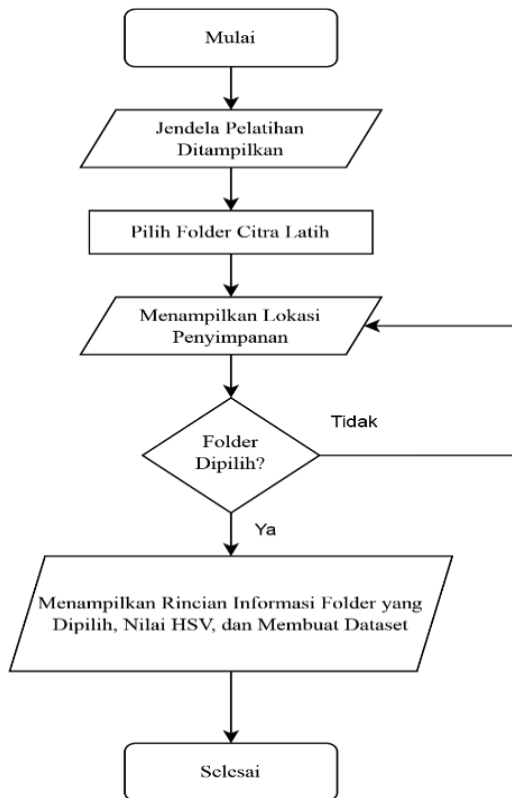 Mulai
Jendela Pelatihan
Ditampilkan
Pilih Folder Citra Latih
Menampilkan Lokasi
Penyimpanan
Folder
Dipilih?
Tidak
Ya
Menampilkan Rincian Informasi Folder yang
Dipilih, Nilai HSV, dan Membuat Dataset
Selesai